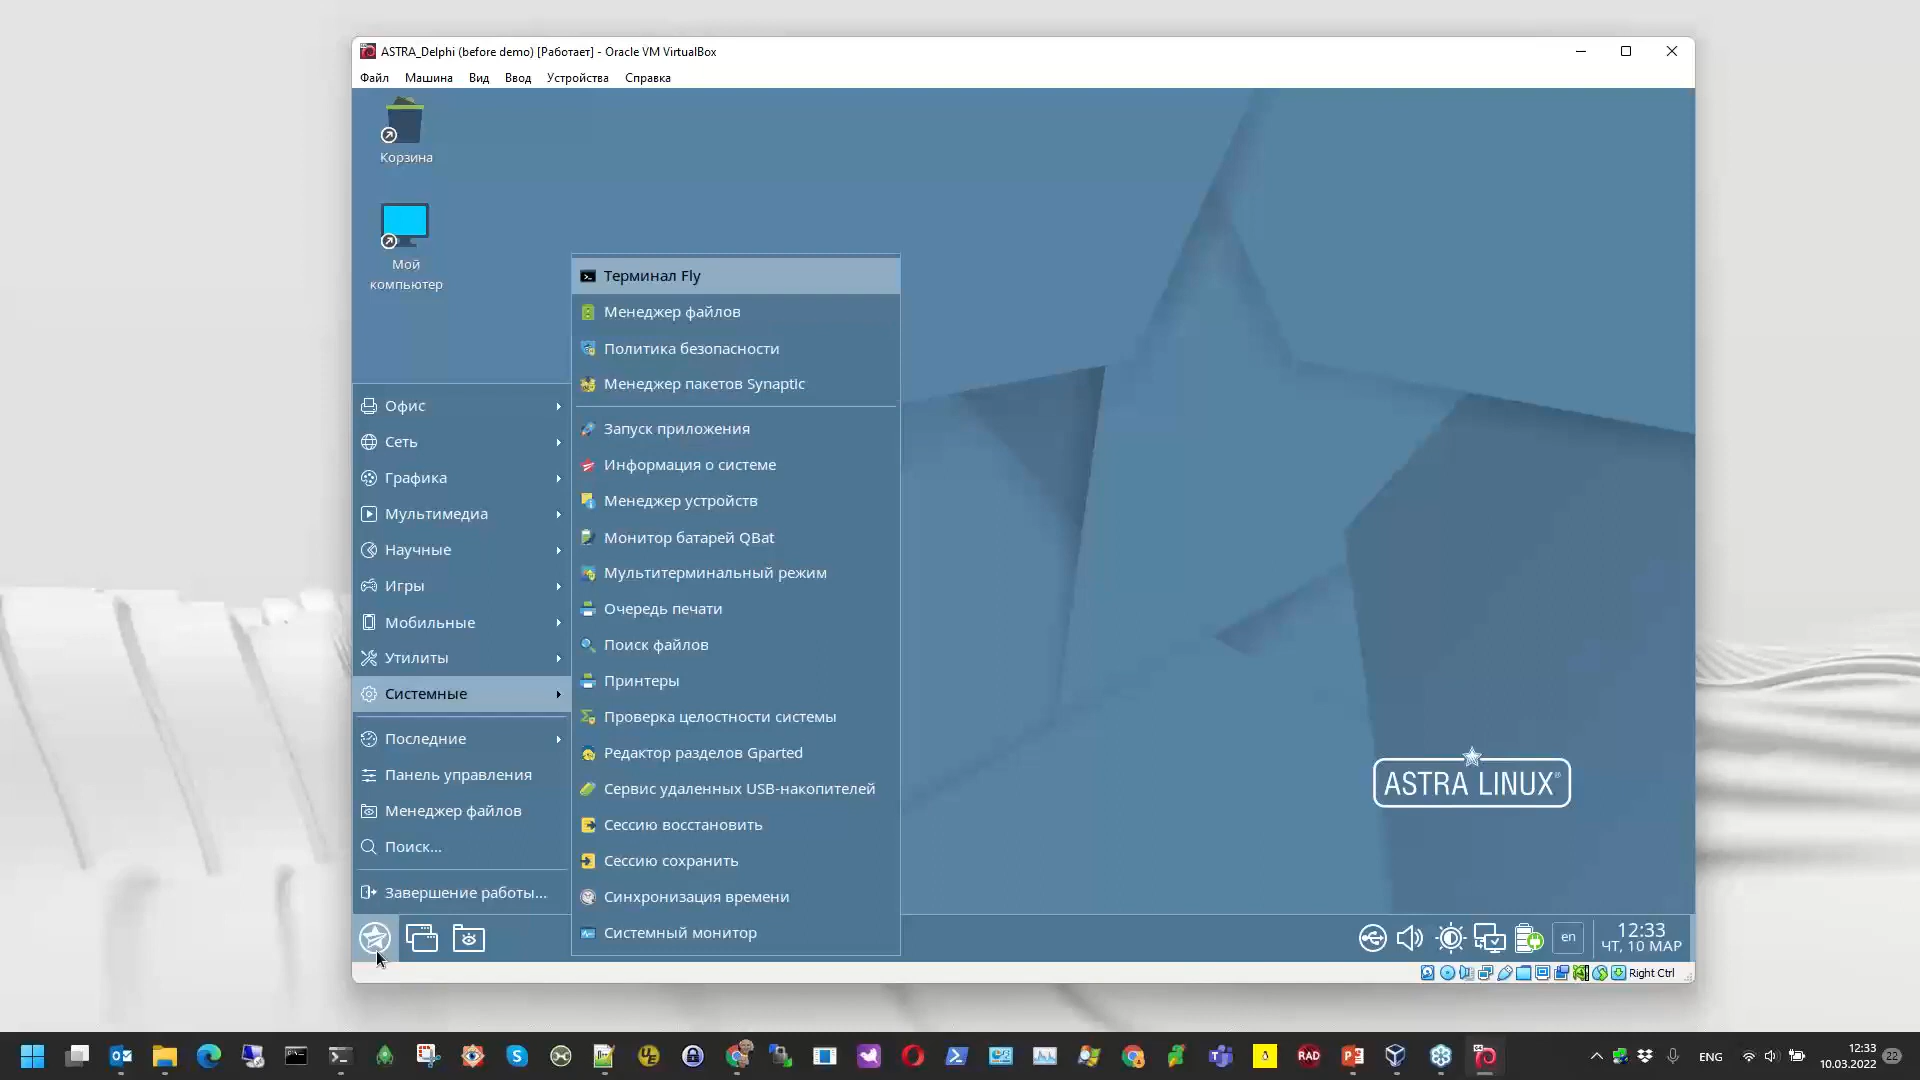 ASTRA_Delphi (before demo) [Работает] - Oracle VM VirtualBox
Файл Машина Вид Ввод Устройства Справка
Корзина
Мой
компьютер
Терминал Fly
Менеджер файлов
Политика безопасности
Менеджер пакетов Synaptic
Запуск приложения
Информация о системе
Менеджер устройств
Монитор батарей QBat
Мультитерминальный режим
Очередь печати
Поиск файлов
Принтеры
Проверка целостности системы
Редактор разделов Gparted
Сервис удаленных USB-накопителей
Сессию восстановить
Сессию сохранить
Синхронизация времени
Системный монитор
Офис
Сеть
Графика
Мультимедиа
Научные
Игры
Мобильные
Утилиты
Системные
Последние
Панель управления
Менеджер файлов
Поиск...
Завершение работы...
ASTRA LINUX®
en
12:33
ЧТ, 10 МАР
Right Ctrl
UE
RAD
ENG
12:33
10.03.2022
22